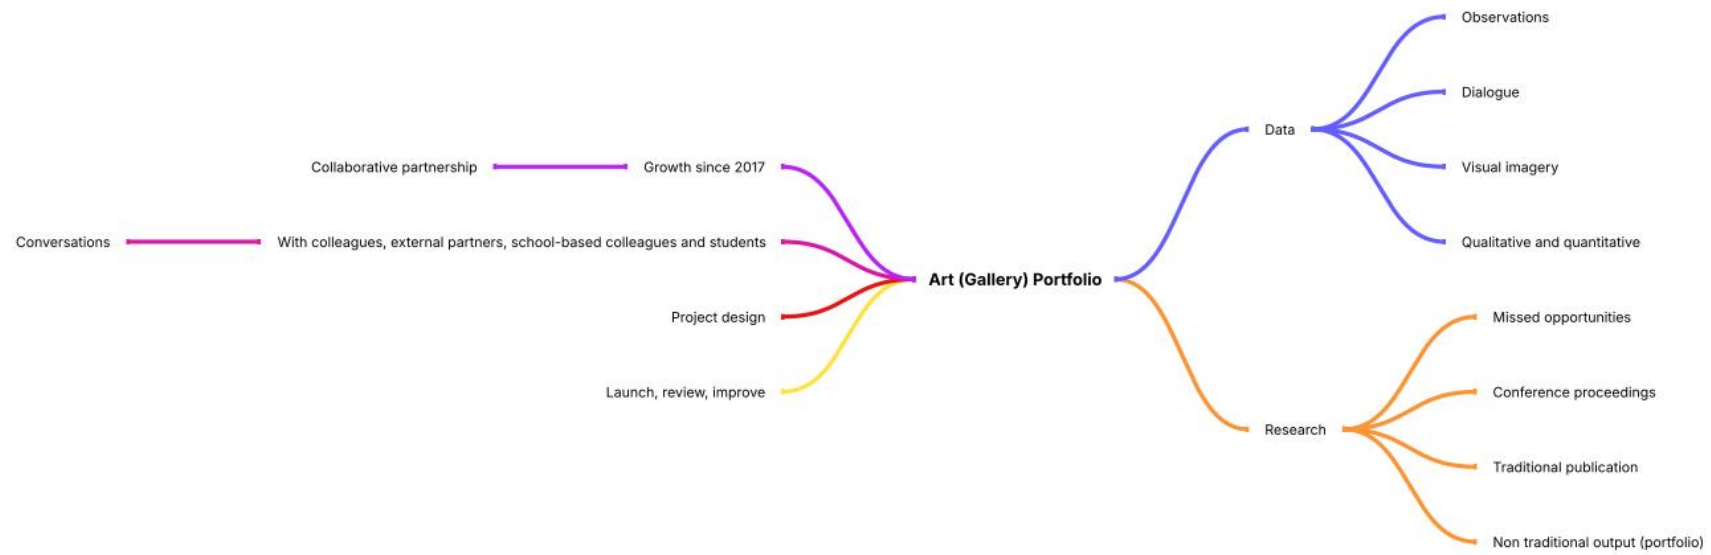 Observations
Dialogue
Data
Collaborative partnership
Growth since 2017
Visual imagery
Conversations
With colleagues, external partners, school-based colleagues and students
Qualitative and quantitative
Art (Gallery) Portfolio
Project design
Missed opportunities
Launch, review, improve
Conference proceedings
Research
Traditional publication
Non traditional output (portfolio)